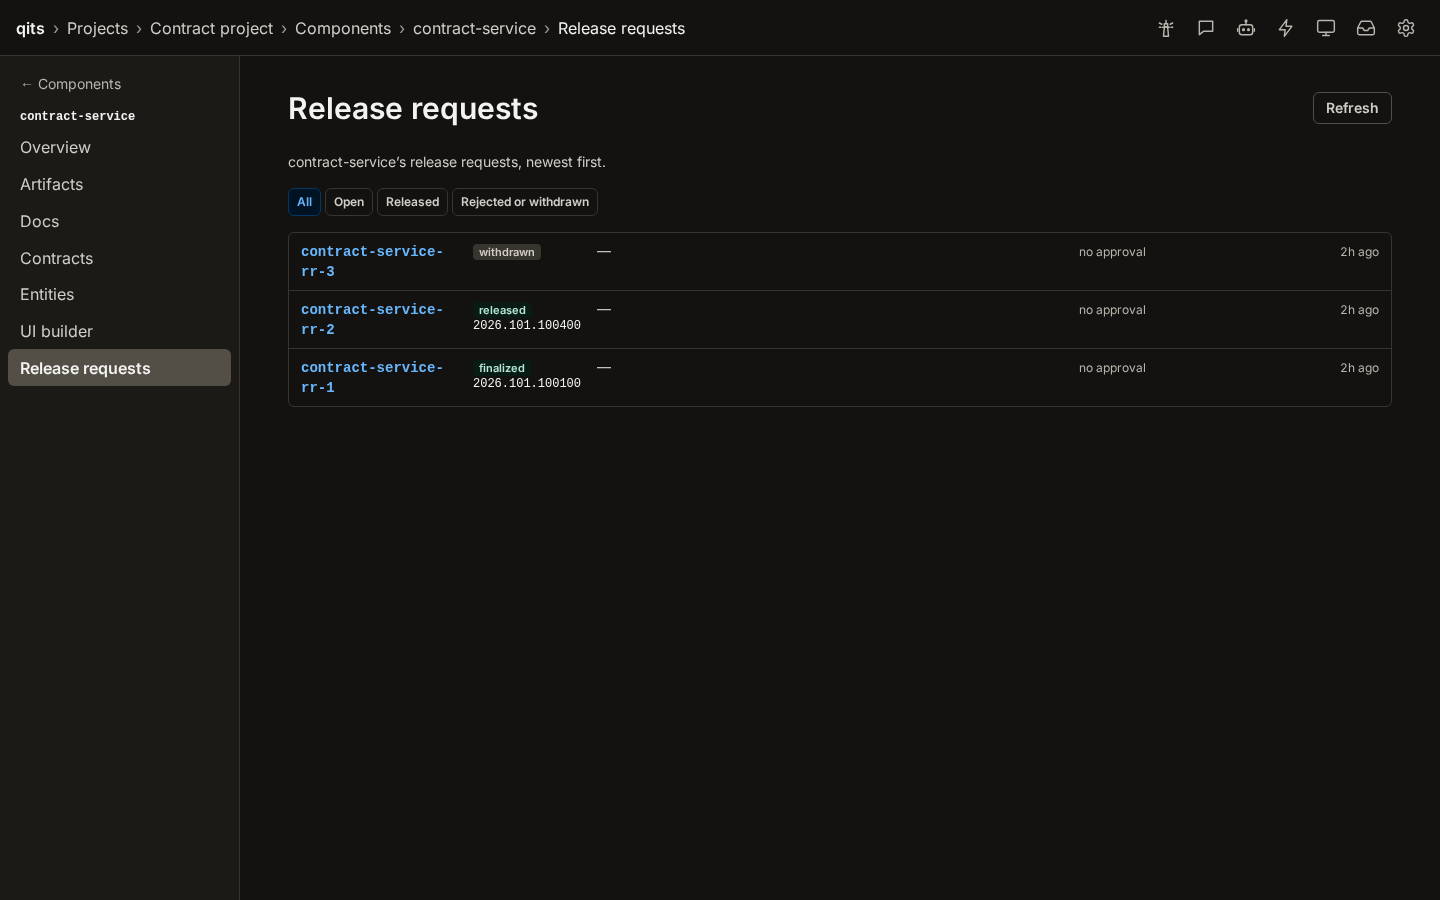 qits › Projects › Contract project › Components › contract-service › Release requests
← Components
contract-service
Overview
Artifacts
Docs
Contracts
Entities
UI builder
Release requests
Release requests
Refresh
contract-service’s release requests, newest first.
All
Open
Released
Rejected or withdrawn
contract-service-
rr-3
withdrawn
—
no approval
2h ago
contract-service-
rr-2
released
2026.101.100400
—
no approval
2h ago
contract-service-
rr-1
finalized
2026.101.100100
—
no approval
2h ago